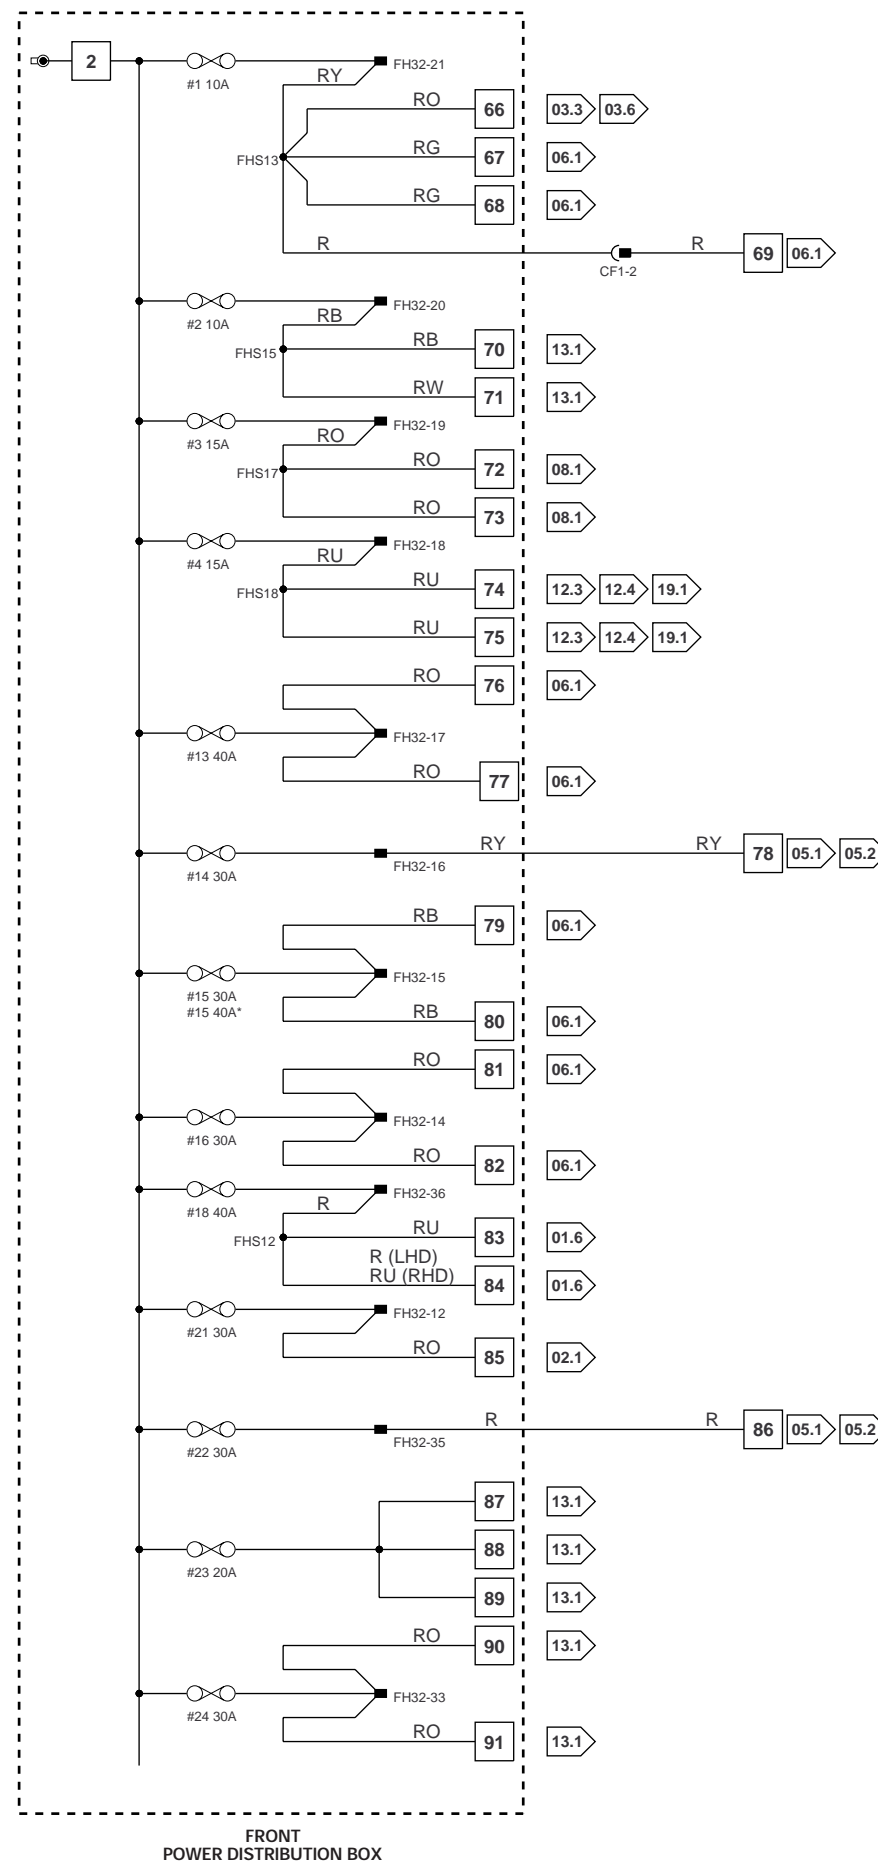 2
#1 10A
FH32-21
RY
RO
66
03.3
03.6
FHS13
RG
67
06.1
RG
68
06.1
R
CF1-2
R
69
06.1
#2 10A
FH32-20
RB
FHS15
RB
70
13.1
RW
71
13.1
#3 15A
FH32-19
RO
FHS17
RO
72
08.1
RO
73
08.1
#4 15A
FH32-18
RU
FHS18
RU
74
12.3
12.4
19.1
RU
75
12.3
12.4
19.1
RO
76
06.1
#13 40A
FH32-17
RO
77
06.1
#14 30A
FH32-16
RY
RY
78
05.1
05.2
RB
79
06.1
#15 30A
#15 40A*
FH32-15
RB
80
06.1
RO
81
06.1
#16 30A
FH32-14
RO
82
06.1
#18 40A
FH32-36
R
FHS12
RU
83
01.6
R (LHD)
RU (RHD)
84
01.6
#21 30A
FH32-12
RO
85
02.1
#22 30A
FH32-35
R
R
86
05.1
05.2
87
13.1
#23 20A
88
13.1
89
13.1
RO
90
13.1
#24 30A
FH32-33
RO
91
13.1
FRONT
POWER DISTRIBUTION BOX